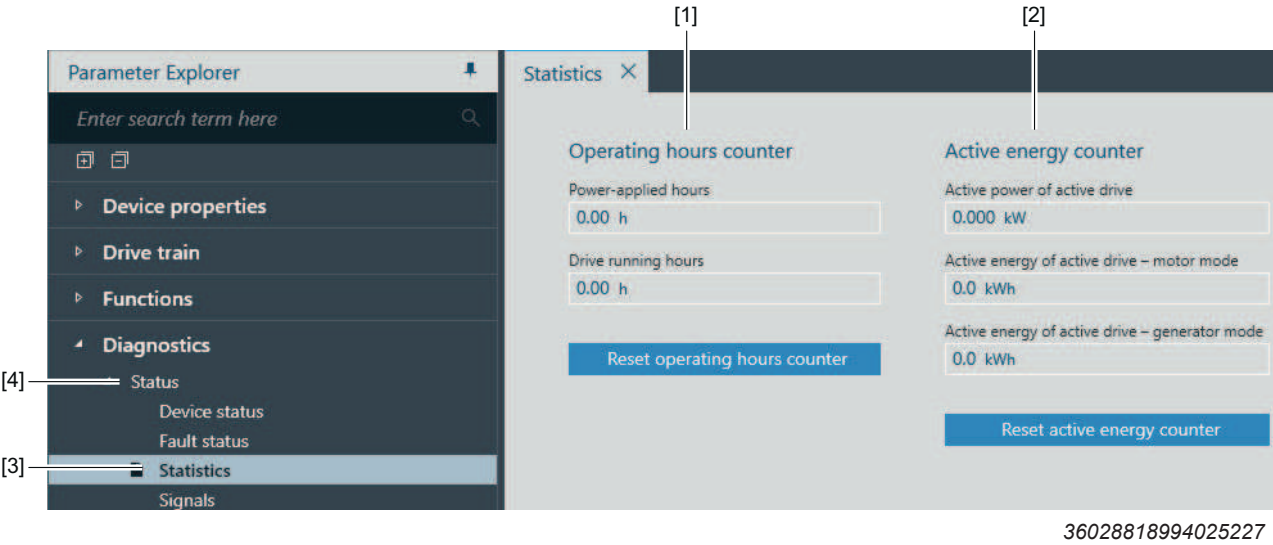 [1]
[2]
Parameter Explorer
Enter search term here
Device properties
Drive train
Functions
Diagnostics
[4]
Status
Device status
Fault status
[3]
Statistics
Signals
Statistics
Operating hours counter
Power-applied hours
0.00 h
Drive running hours
0.00 h
Reset operating hours counter
Active energy counter
Active power of active drive
0.000 kW
Active energy of active drive – motor mode
0.0 kWh
Active energy of active drive – generator mode
0.0 kWh
Reset active energy counter
36028818994025227